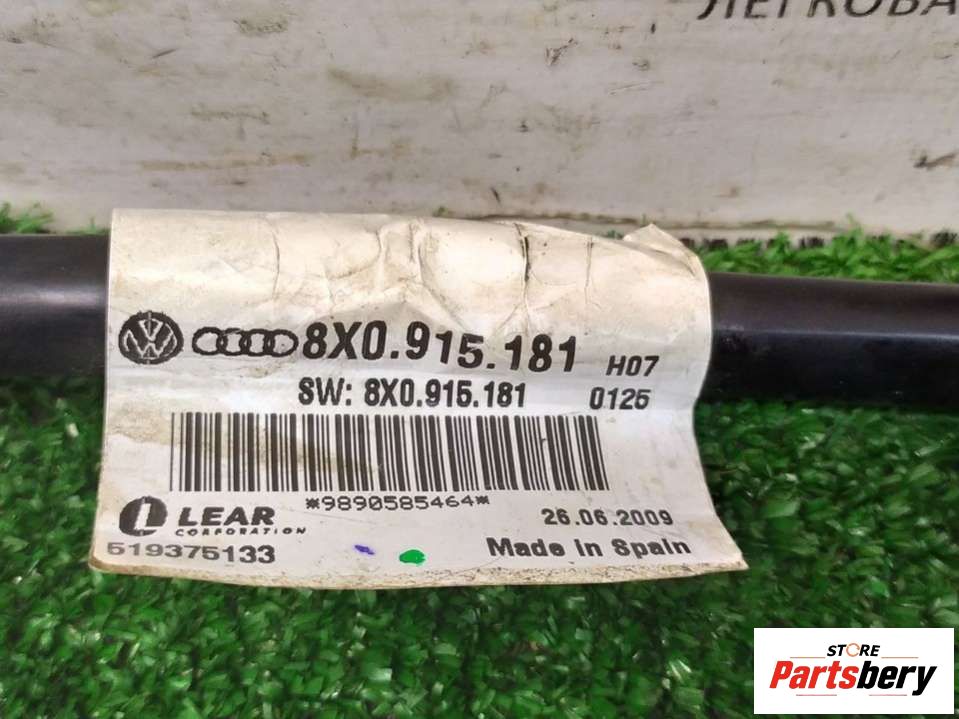 ЛЕГКОВА
8X0.915.181 H07
SW: 8X0.915.181 0125
*9890585464*
LEAR
CORPORATION
26.06.2009
519375133
Made in Spain
STORE
Partsbery